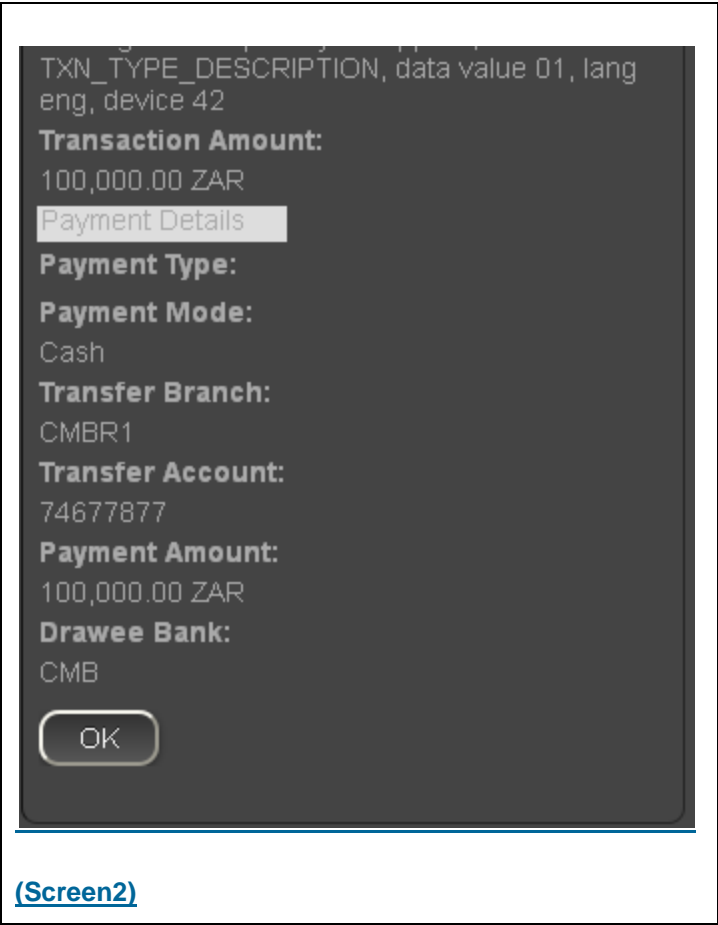 TXN_TYPE_DESCRIPTION, data value 01, lang
eng, device 42
Transaction Amount:
100,000.00 ZAR
Payment Details
Payment Type:
Payment Mode:
Cash
Transfer Branch:
CMBR1
Transfer Account:
74677877
Payment Amount:
100,000.00 ZAR
Drawee Bank:
CMB
OK
(Screen2)